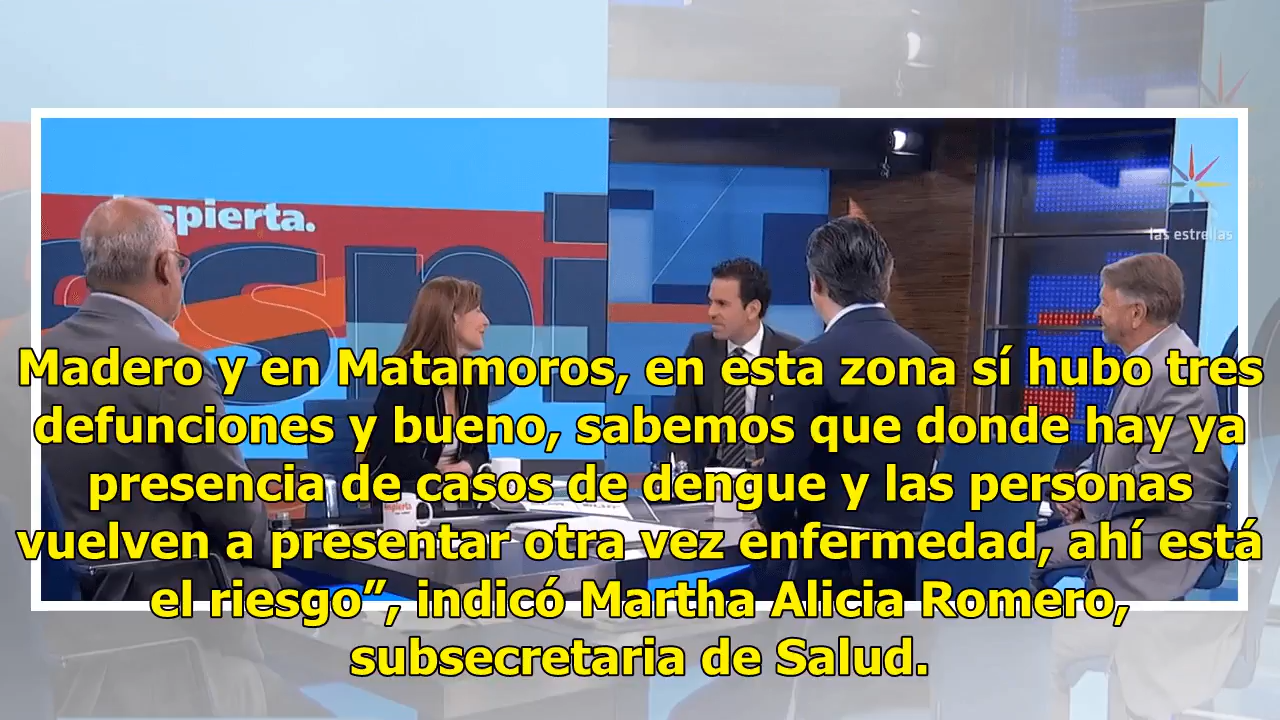 despierta.
las estrellas
Madero y en Matamoros, en esta zona sí hubo tres
defunciones y bueno, sabemos que donde hay ya
presencia de casos de dengue y las personas
vuelven a presentar otra vez enfermedad, ahí está
el riesgo”, indicó Martha Alicia Romero,
subsecretaria de Salud.